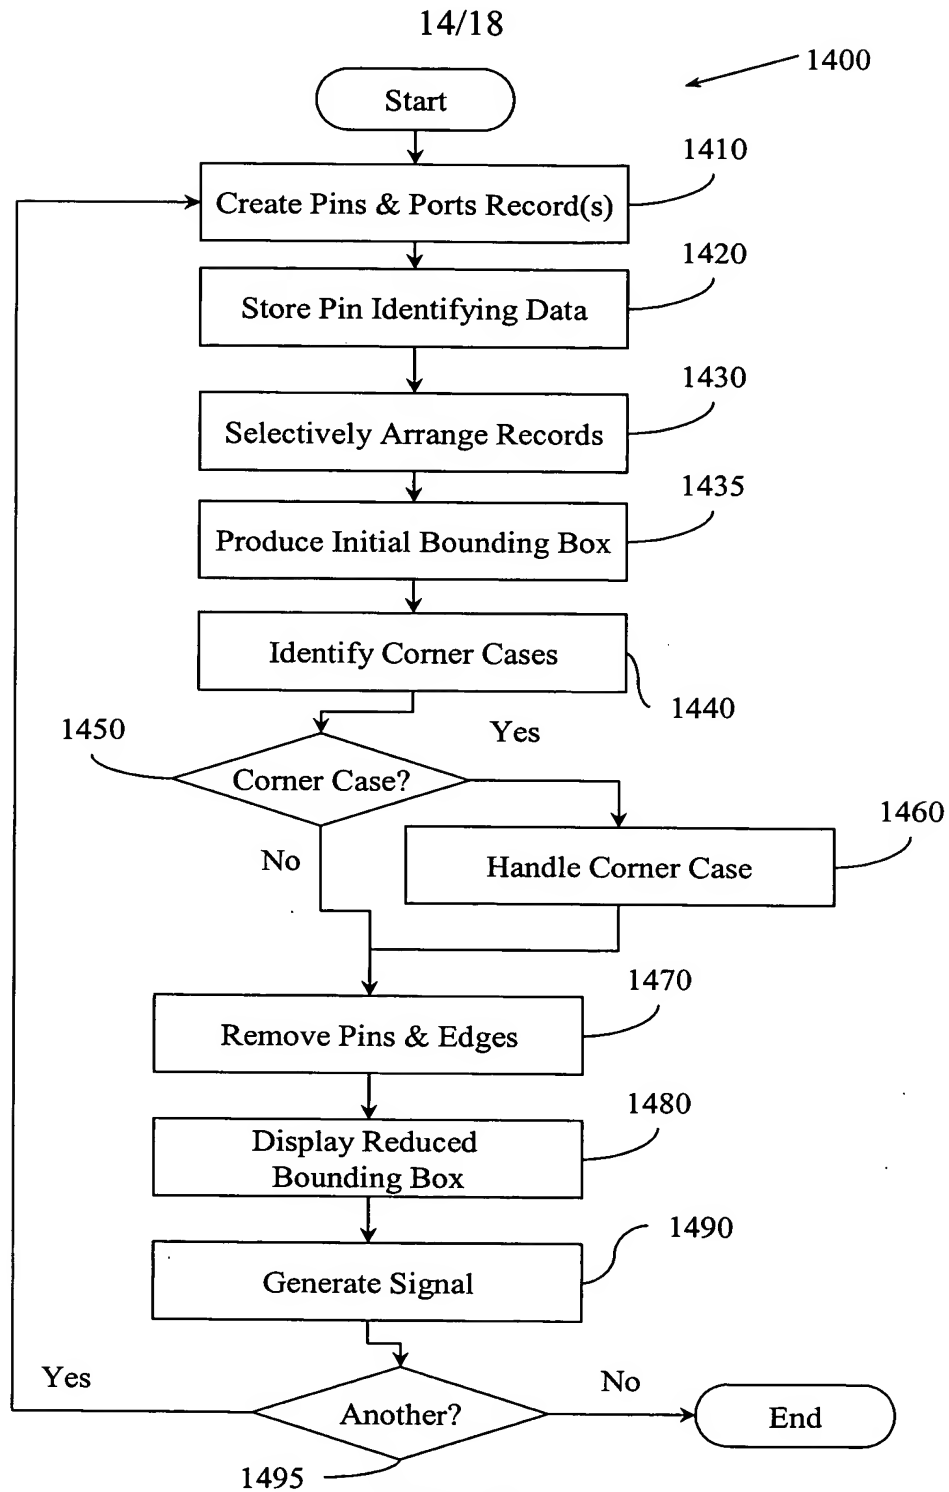 14/18
1400
Start
1410
Create Pins & Ports Record(s)
1420
Store Pin Identifying Data
1430
Selectively Arrange Records
1435
Produce Initial Bounding Box
Identify Corner Cases
1440
1450
Yes
Corner Case?
1460
No
Handle Corner Case
1470
Remove Pins & Edges
1480
Display Reduced
Bounding Box
1490
Generate Signal
Yes
No
Another?
End
1495